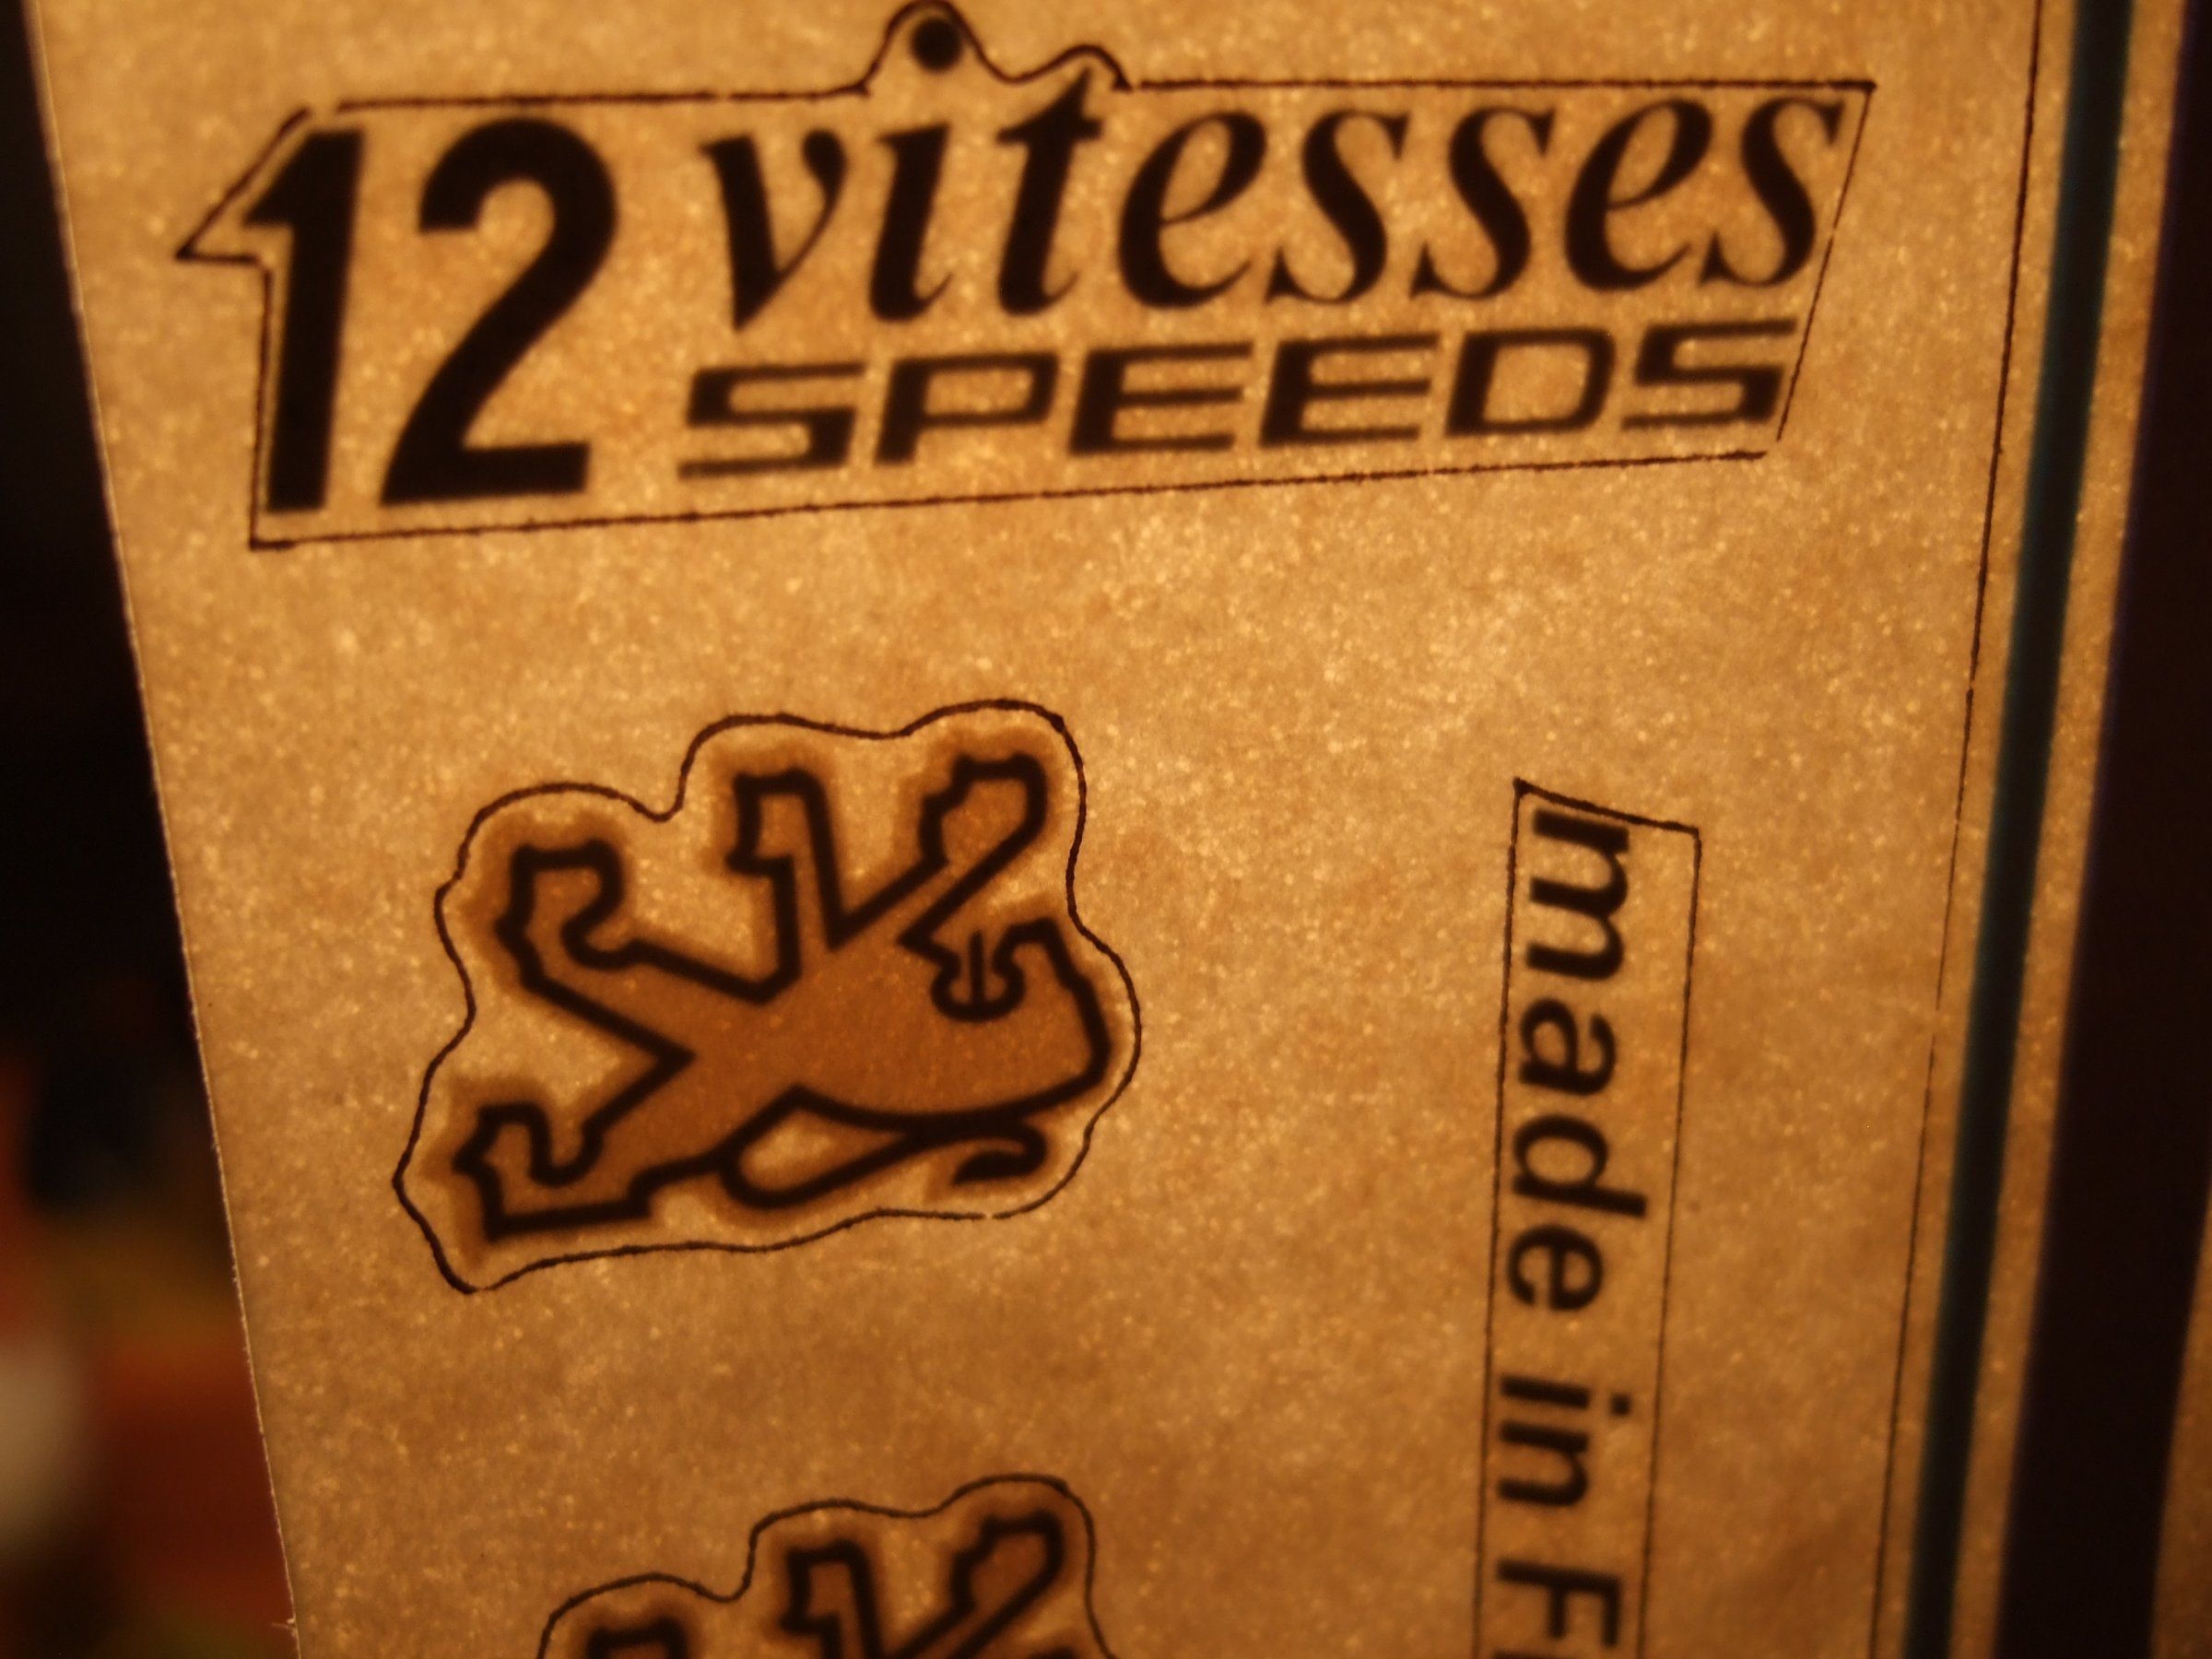 12 vitesses
SPEEDS
made in F